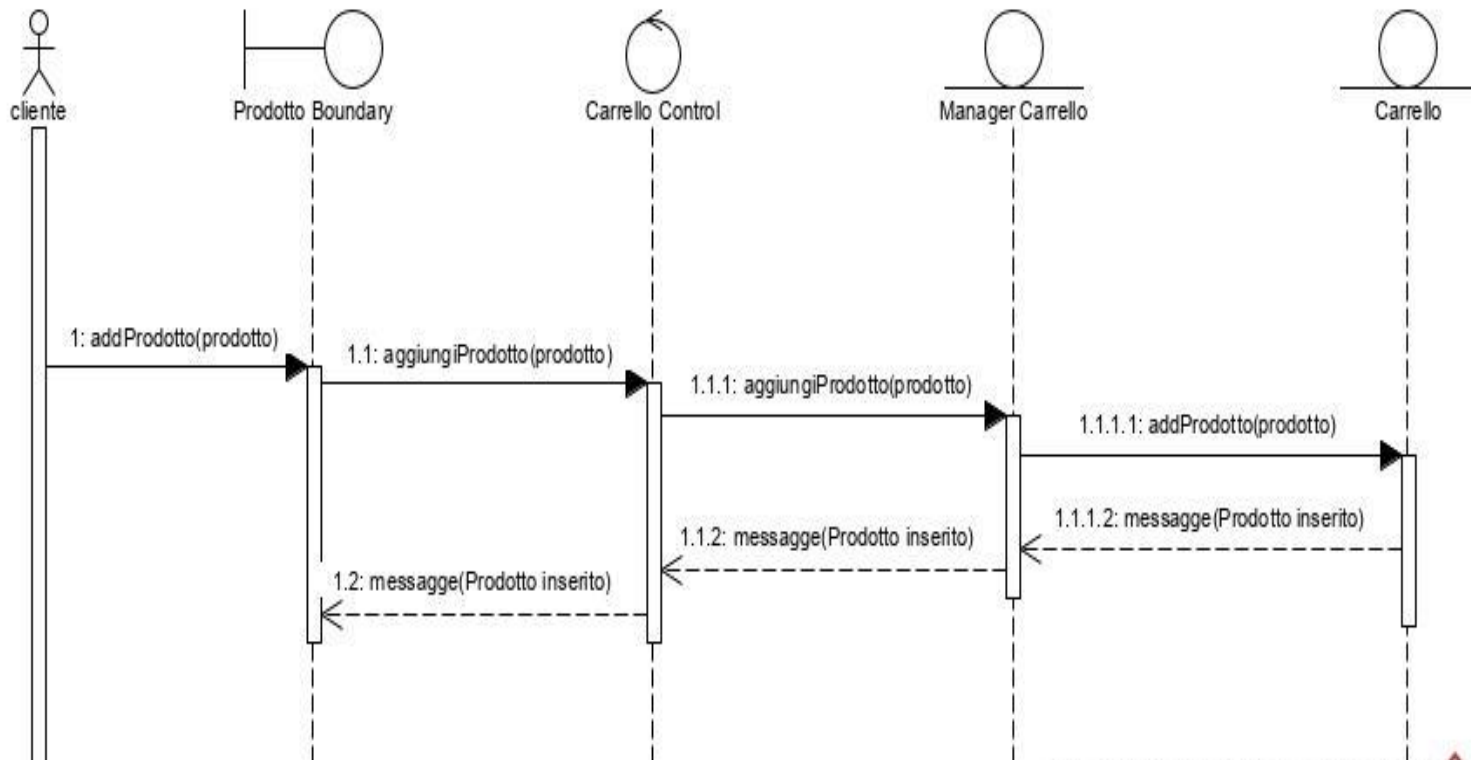 cliente
Prodotto Boundary
Carrello Control
Manager Carrello
Carrello
1: addProdotto(prodotto)
1.1: aggiungiProdotto(prodotto)
1.1.1: aggiungiProdotto(prodotto)
1.1.1.1: addProdotto(prodotto)
1.1.1.2: messagge(Prodotto inserito)
1.1.2: messagge(Prodotto inserito)
1.2: messagge(Prodotto inserito)